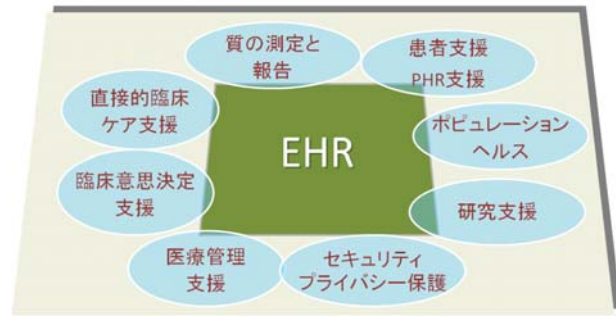 質の測定と
報告
患者支援
PHR支援
直接的臨床
ケア支援
EHR
ポピュレーション
ヘルス
臨床意思決定
支援
研究支援
医療管理
支援
セキュリティ
プライバシー保護